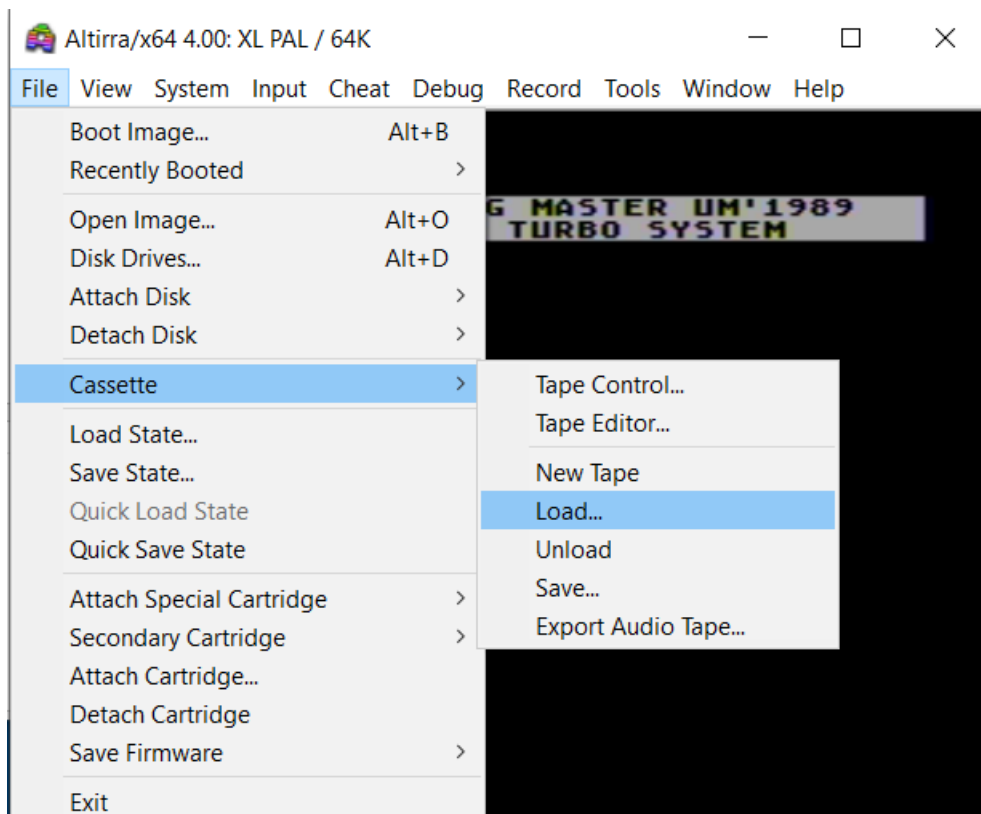 Altirra/x64 4.00: XL PAL / 64K
File View System Input Cheat Debug Record Tools Window Help
Boot Image... Alt+B
Recently Booted
Open Image... Alt+O
Disk Drives... Alt+D
Attach Disk
Detach Disk
Cassette
Load State...
Save State...
Quick Load State
Quick Save State
Attach Special Cartridge
Secondary Cartridge
Attach Cartridge...
Detach Cartridge
Save Firmware
Exit
Tape Control...
Tape Editor...
New Tape
Load...
Unload
Save...
Export Audio Tape...
G MASTER UM'1989
TURBO SYSTEM